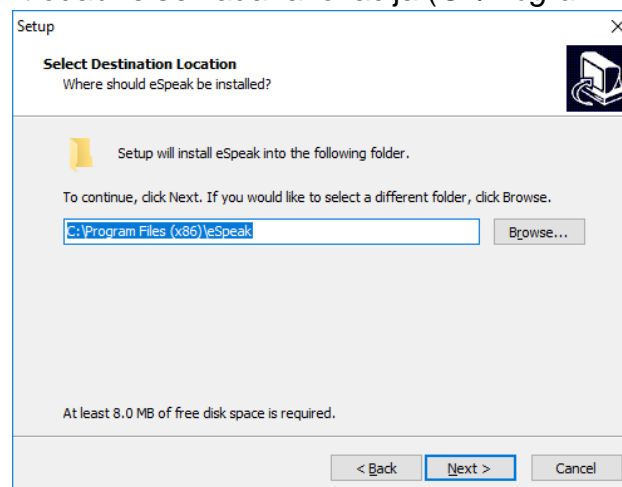 Setup
Select Destination Location
Where should eSpeak be installed?
Setup will install eSpeak into the following folder.
To continue, click Next. If you would like to select a different folder, click Browse.
C:\Program Files (x86)\eSpeak
Browse...
At least 8.0 MB of free disk space is required.
< Back
Next >
Cancel